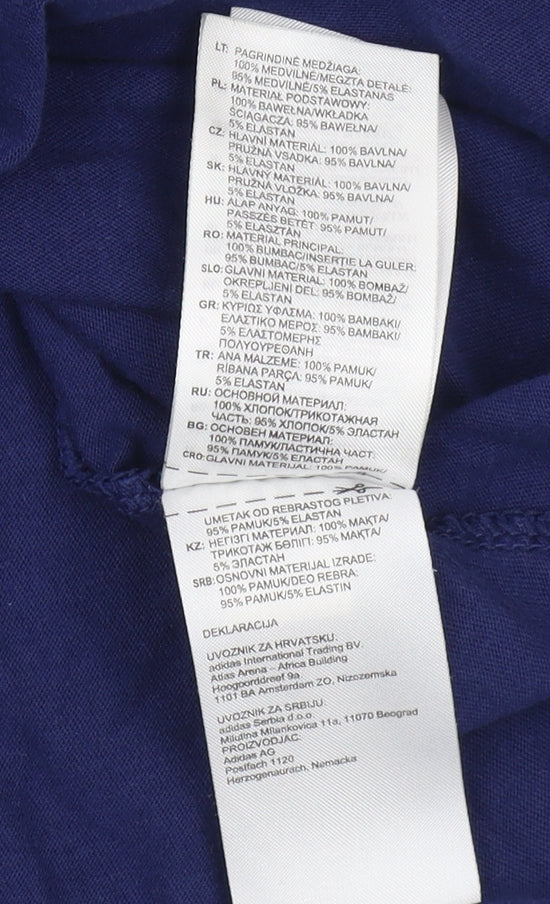 LT: PAGRINDINĖ MEDŽIAGA:
100% MEDVILNĖ/MEGZTA DETALĖ:
95% MEDVILNĖ/5% ELASTANAS
PL: MATERIAŁ PODSTAWOWY:
100% BAWEŁNA/WKŁADKA
ŚCIĄGACZA: 95% BAWEŁNA/
5% ELASTAN
CZ: HLAVNÍ MATERIÁL: 100% BAVLNA/
PRUŽNÁ VSADKA: 95% BAVLNA/
5% ELASTAN
SK: HLAVNÝ MATERIÁL: 100% BAVLNA/
PRUŽNÁ VLOŽKA: 95% BAVLNA/
5% ELASTAN
HU: ALAP ANYAG: 100% PAMUT/
PASSZÉS BETÉT: 95% PAMUT/
5% ELASZTÁN
RO: MATERIAL PRINCIPAL:
100% BUMBAC/INSERŢIE LA GULER:
95% BUMBAC/5% ELASTAN
SLO: GLAVNI MATERIAL: 100% BOMBAŽ/
OKREPLJENI DEL: 95% BOMBAŽ/
5% ELASTAN
GR: ΚΥΡΙΩΣ ΥΦΑΣΜΑ: 100% ΒΑΜΒΑΚΙ/
ΕΛΑΣΤΙΚΟ ΜΕΡΟΣ: 95% ΒΑΜΒΑΚΙ/
5% ΕΛΑΣΤΟΜΕΡΗΣ
ΠΟΛΥΟΥΡΕΘΑΝΗ
TR: ANA MALZEME: 100% PAMUK/
RİBANA PARÇA: 95% PAMUK/
5% ELASTAN
RU: ОСНОВНОЙ МАТЕРИАЛ:
100% ХЛОПОК/ТРИКОТАЖНАЯ
ЧАСТЬ: 95% ХЛОПОК/5% ЭЛАСТАН
BG: ОСНОВЕН МАТЕРИАЛ:
100% ПАМУК/ЛАСТИЧНА ЧАСТ:
95% ПАМУК/5% ЕЛАСТАН
CRO: GLAVNI MATERIJAL: 100% PAMUK/
UMETAK OD REBRASTOG PLETIVA:
95% PAMUK/5% ELASTAN
KZ: НЕГІЗГІ МАТЕРИАЛ: 100% МАҚТА/
ТРИКОТАЖ БӨЛІГІ: 95% МАҚТА/
5% ЭЛАСТАН
SRB: OSNOVNI MATERIJAL IZRADE:
100% PAMUK/DEO REBRA:
95% PAMUK/5% ELASTIN
DEKLARACIJA
UVOZNIK ZA HRVATSKU:
adidas International Trading BV
Atlas Arena – Africa Building
Hoogoorddreef 9a
1101 BA Amsterdam ZO, Nizozemska
UVOZNIK ZA SRBIJU:
adidas Serbia d.o.o.
Milutina Milankovica 11a, 11070 Beograd
PROIZVODJAC:
Adidas AG
Postfach 1120
Herzogenaurach, Nemacka